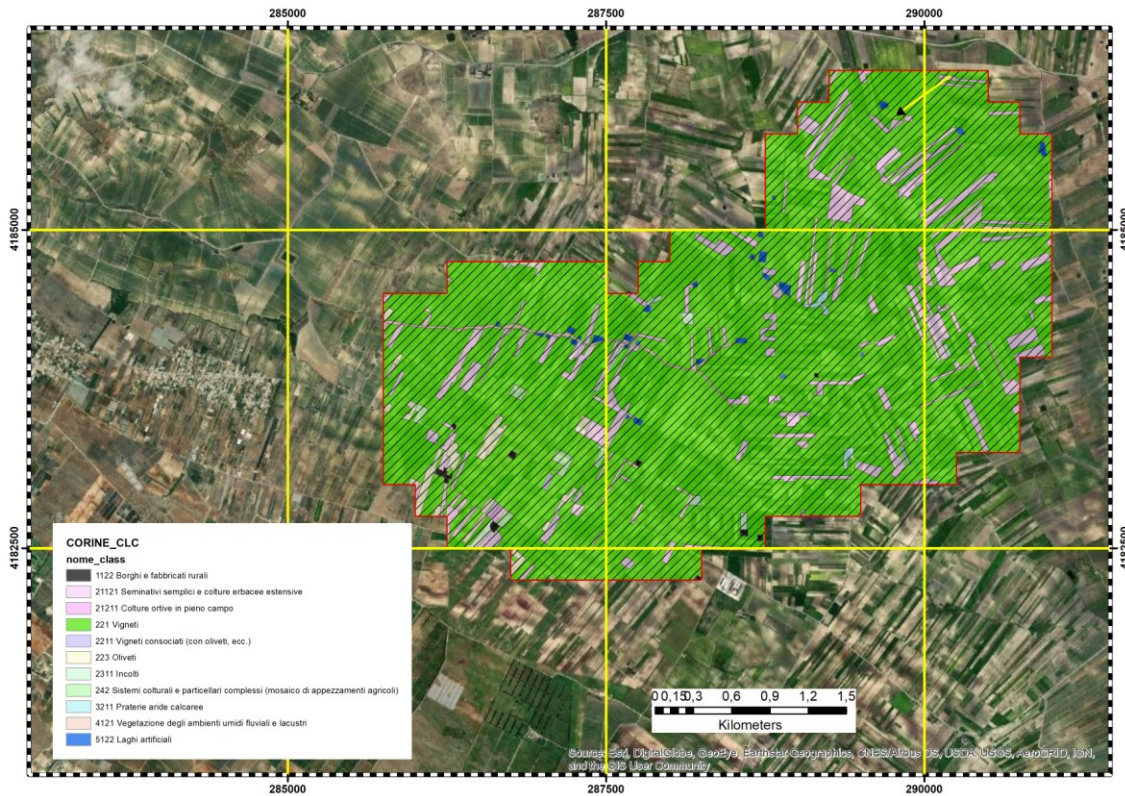 285000 287500 290000
4185000 4185000
4182500 4182500
CORINE_CLC
nome_class
1122 Borghi e fabbricati rurali
21121 Seminativi semplici e colture erbacee estensive
21211 Colture ortive in pieno campo
221 Vigneti
2211 Vigneti consociati (con oliveti, ecc.)
223 Oliveti
2311 Incolti
242 Sistemi colturali e particellari complessi (mosaico di appezzamenti agricoli)
3211 Praterie aride calcaree
4121 Vegetazione degli ambienti umidi fluviali e lacustri
5122 Laghi artificiali
0 0,15 0,3 0,6 0,9 1,2 1,5
Kilometers
Source: Esri, DigitalGlobe, GeoEye, Earthstar Geographics, CNES/Airbus DS, USDA, USGS, AeroGRID, IGN,
and the GIS User Community
285000 287500 290000